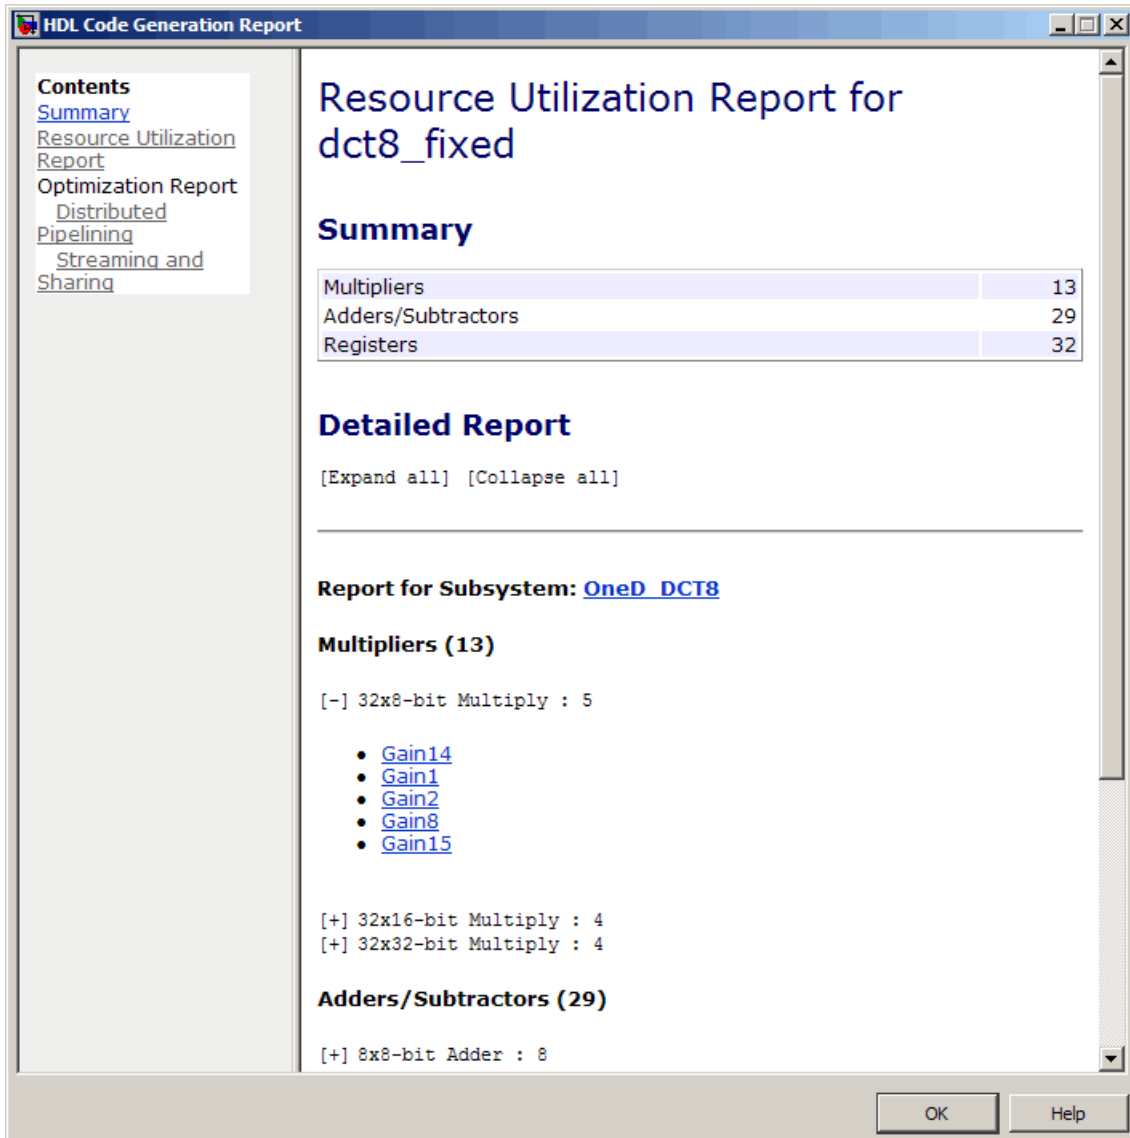 HDL Code Generation Report
Contents
Summary
Resource Utilization
Report
Optimization Report
Distributed
Pipelining
Streaming and
Sharing
Resource Utilization Report for
dct8_fixed
Summary
Multipliers 13
Adders/Subtractors 29
Registers 32
Detailed Report
[Expand all] [Collapse all]
Report for Subsystem: OneD_DCT8
Multipliers (13)
[-] 32x8-bit Multiply : 5
• Gain14
• Gain1
• Gain2
• Gain8
• Gain15
[+] 32x16-bit Multiply : 4
[+] 32x32-bit Multiply : 4
Adders/Subtractors (29)
[+] 8x8-bit Adder : 8
OK Help